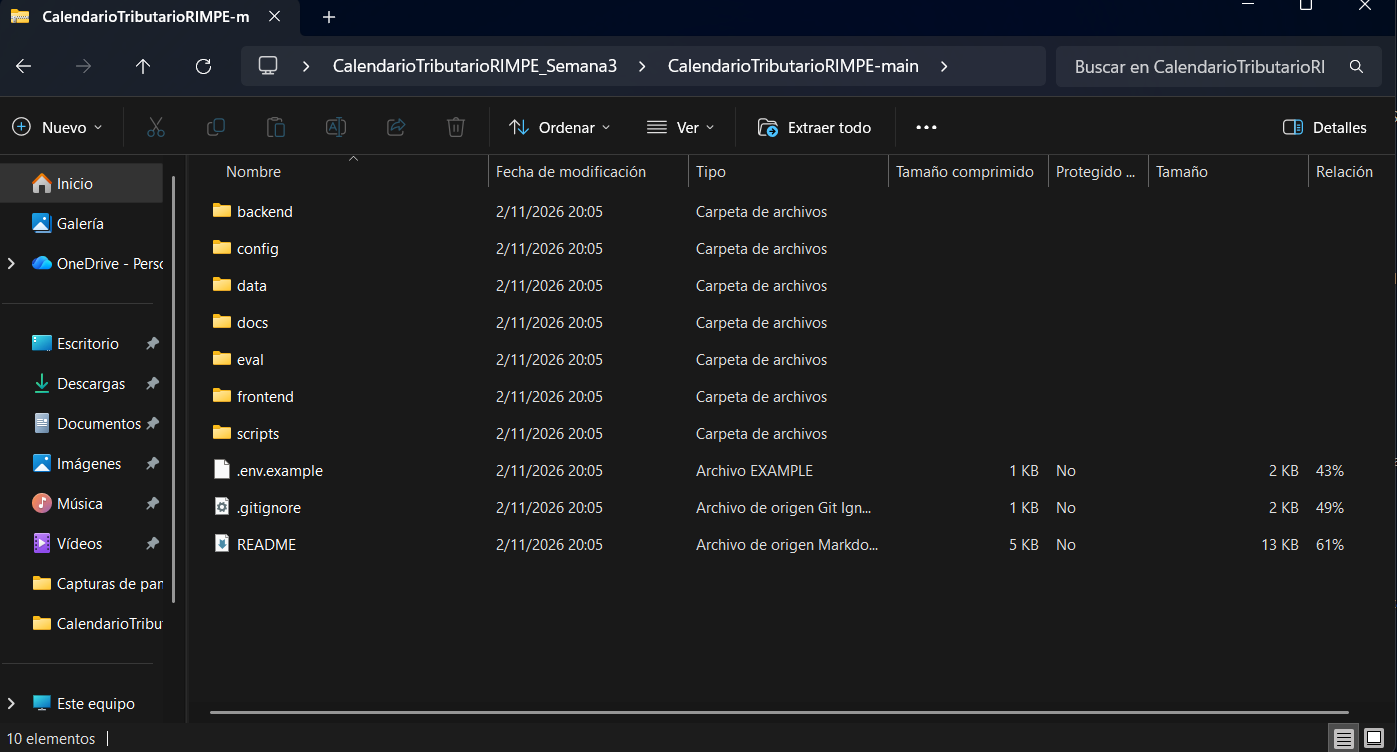 CalendarioTributarioRIMPE-m
CalendarioTributarioRIMPE_Semana3 CalendarioTributarioRIMPE-main Buscar en CalendarioTributarioRI
Nuevo Ordenar Ver Extraer todo Detalles
Nombre Fecha de modificación Tipo Tamaño comprimido Protegido ... Tamaño Relación
Inicio
Galería
OneDrive - Perso
Escritorio
Descargas
Documentos
Imágenes
Música
Vídeos
Capturas de pan
CalendarioTribut
Este equipo
backend 2/11/2026 20:05 Carpeta de archivos
config 2/11/2026 20:05 Carpeta de archivos
data 2/11/2026 20:05 Carpeta de archivos
docs 2/11/2026 20:05 Carpeta de archivos
eval 2/11/2026 20:05 Carpeta de archivos
frontend 2/11/2026 20:05 Carpeta de archivos
scripts 2/11/2026 20:05 Carpeta de archivos
.env.example 2/11/2026 20:05 Archivo EXAMPLE 1 KB No 2 KB 43%
.gitignore 2/11/2026 20:05 Archivo de origen Git Ign... 1 KB No 2 KB 49%
README 2/11/2026 20:05 Archivo de origen Markdo... 5 KB No 13 KB 61%
10 elementos